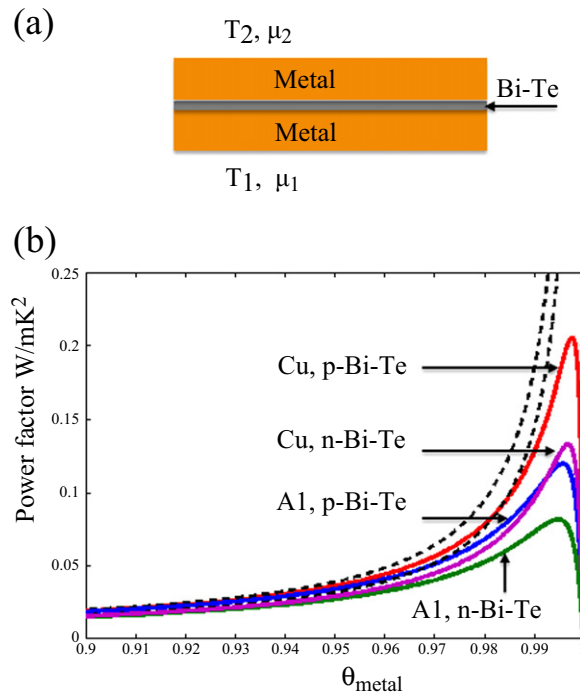 (a)
T2, μ2
Metal
Bi-Te
Metal
T1, μ1
(b)
Power factor W/mK2
0.25
0.2
0.15
0.1
0.05
0
Cu, p-Bi-Te
Cu, n-Bi-Te
A1, p-Bi-Te
A1, n-Bi-Te
0.9 0.91 0.92 0.93 0.94 0.95 0.96 0.97 0.98 0.99
θmetal